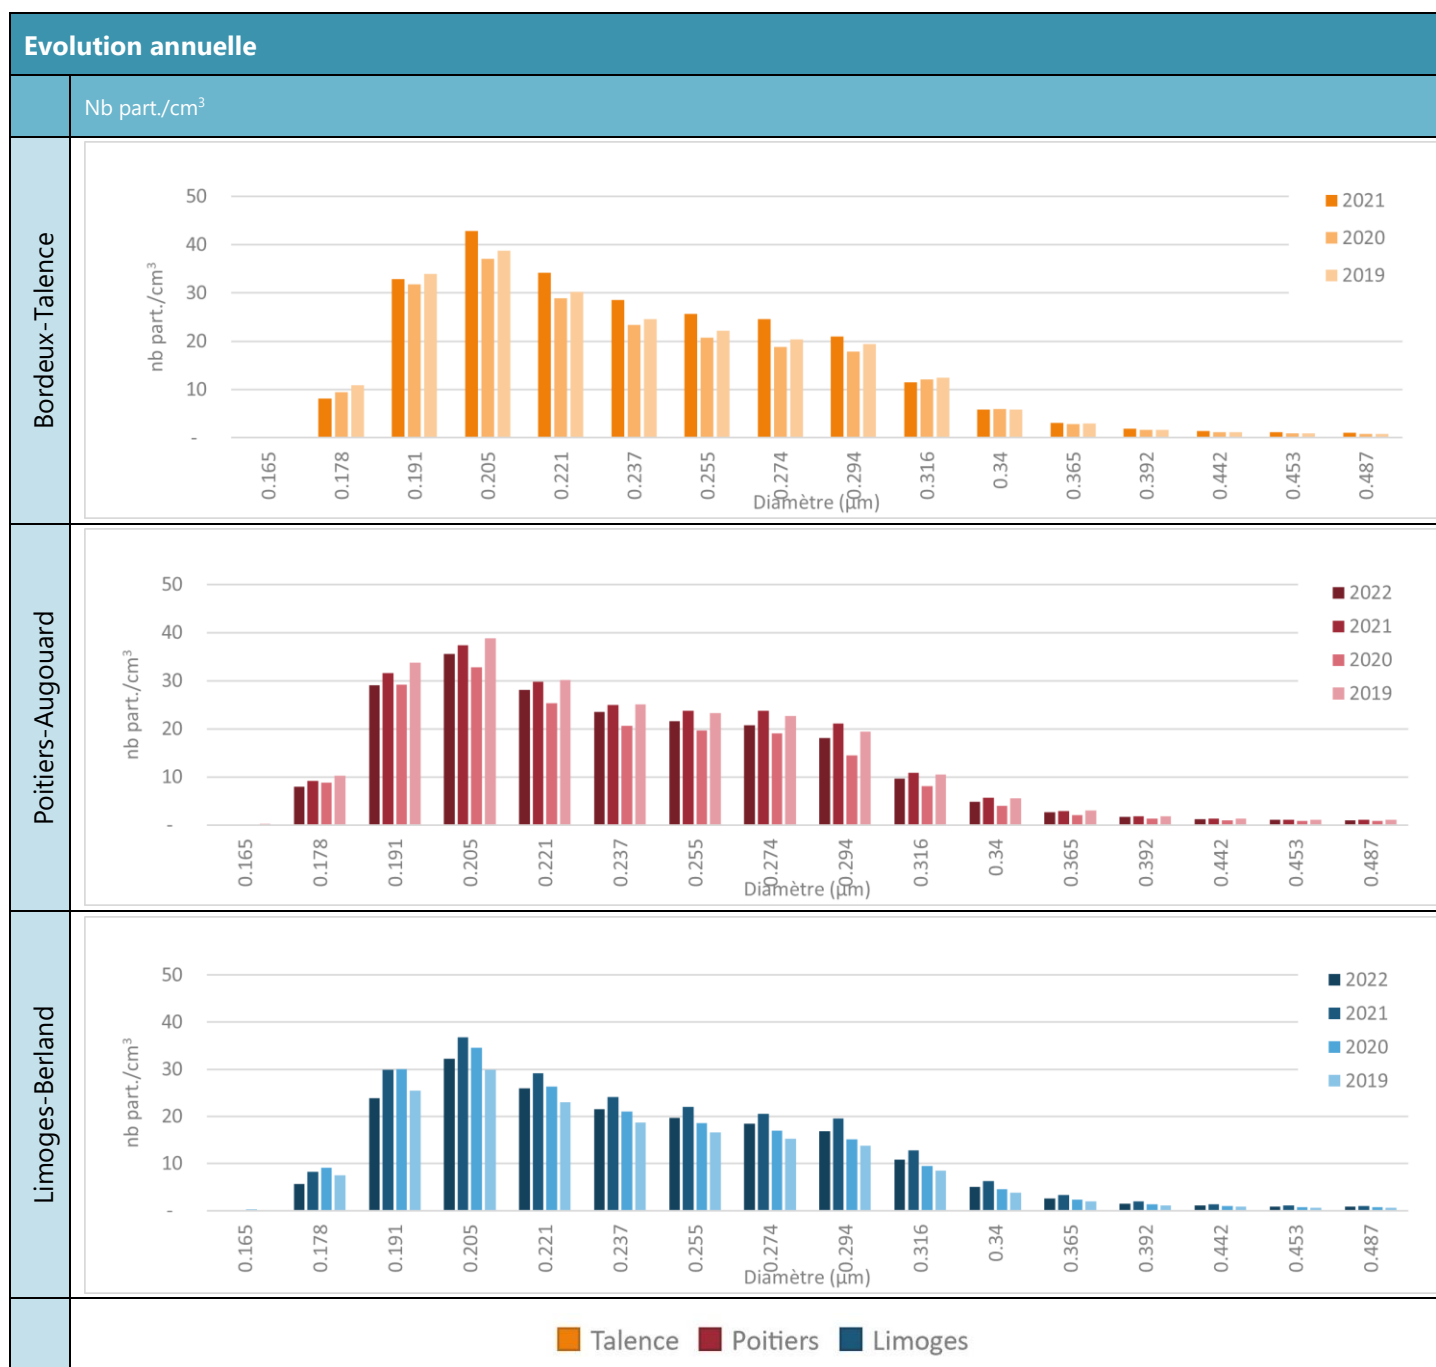 Evolution annuelle
Nb part./cm³
Bordeux-Talence
50
40
30
20
10
-
nb part./cm³
0.165 0.178 0.191 0.205 0.221 0.237 0.255 0.274 0.294 0.316 0.34 0.365 0.392 0.442 0.453 0.487
Diamètre (µm)
2021
2020
2019
Poitiers-Augouard
50
40
30
20
10
-
nb part./cm³
0.165 0.178 0.191 0.205 0.221 0.237 0.255 0.274 0.294 0.316 0.34 0.365 0.392 0.442 0.453 0.487
Diamètre (µm)
2022
2021
2020
2019
Limoges-Berland
50
40
30
20
10
-
nb part./cm³
0.165 0.178 0.191 0.205 0.221 0.237 0.255 0.274 0.294 0.316 0.34 0.365 0.392 0.442 0.453 0.487
Diamètre (µm)
2022
2021
2020
2019
Talence Poitiers Limoges